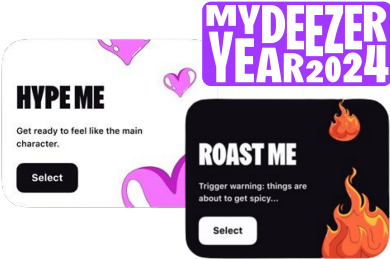 MY DEEZER
YEAR 2024
HYPE ME
Get ready to feel like the main
character.
Select
ROAST ME
Trigger warning: things are
about to get spicy...
Select